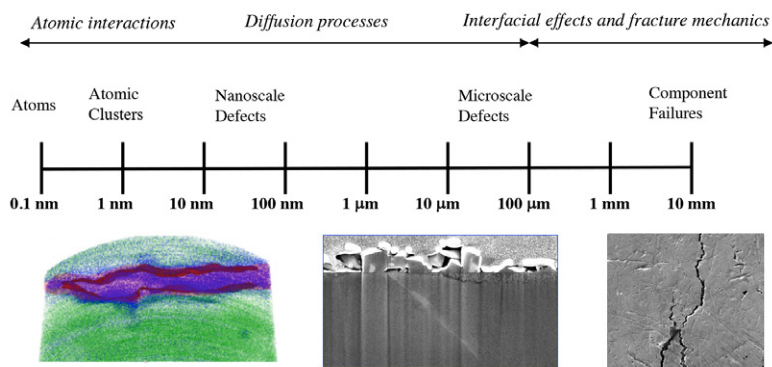 Atomic interactions Diffusion processes Interfacial effects and fracture mechanics
Atoms
Atomic
Clusters
Nanoscale
Defects
Microscale
Defects
Component
Failures
0.1 nm 1 nm 10 nm 100 nm 1 μm 10 μm 100 μm 1 mm 10 mm